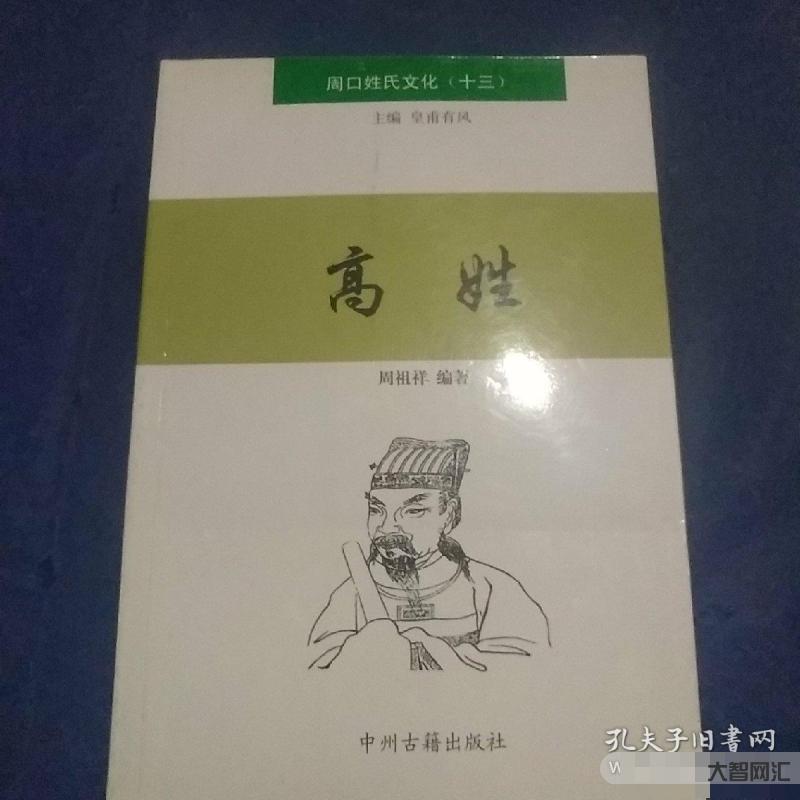 周口姓氏文化（十三）
主编 皇甫有风
高 姓
周祖祥 编著
中州古籍出版社
孔夫子旧書网
W
大智网汇